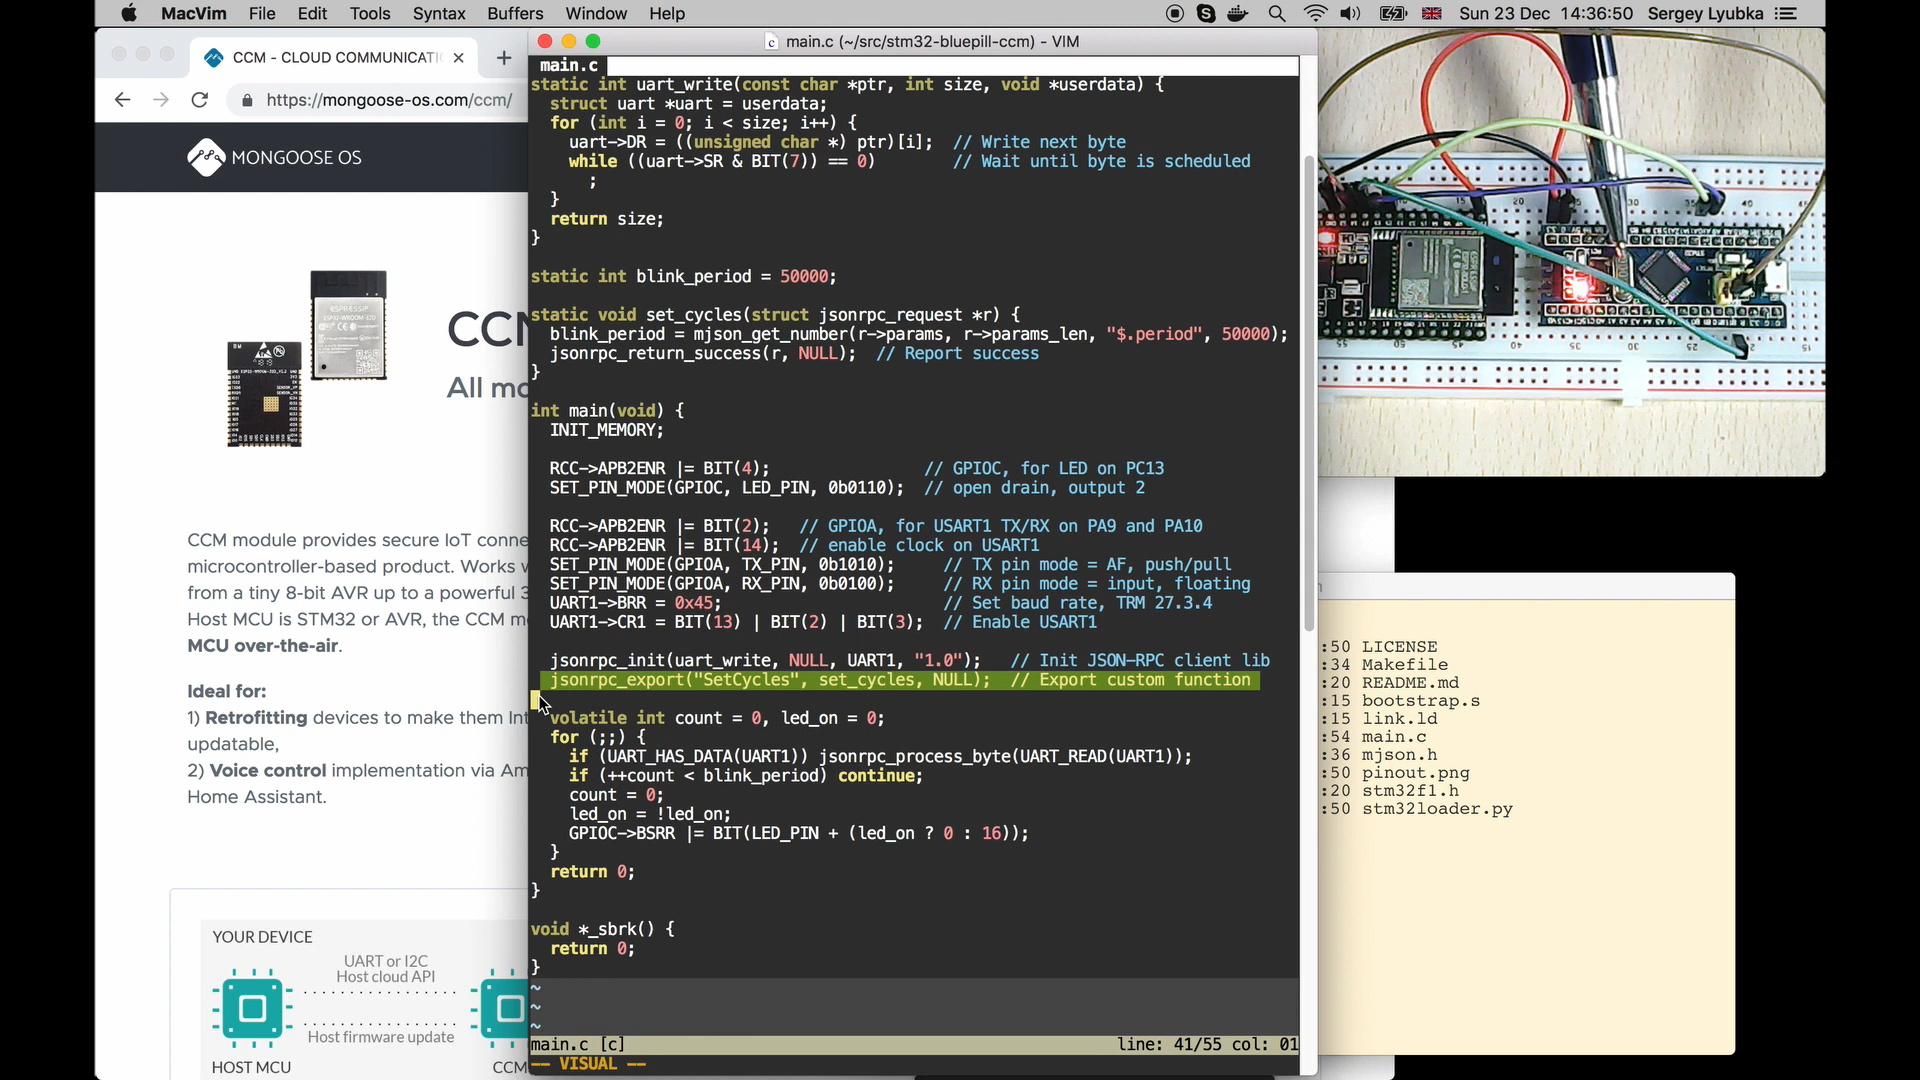 MacVim File Edit Tools Syntax Buffers Window Help
Sun 23 Dec 14:36:50 Sergey Lyubka
CCM - CLOUD COMMUNICATI
https://mongoose-os.com/ccm/
MONGOOSE OS
CCM
All mo
CCM module provides secure IoT conne
microcontroller-based product. Works w
from a tiny 8-bit AVR up to a powerful 3
Host MCU is STM32 or AVR, the CCM m
MCU over-the-air.
Ideal for:
1) Retrofitting devices to make them Int
updatable,
2) Voice control implementation via Am
Home Assistant.
YOUR DEVICE
UART or I2C
Host cloud API
Host firmware update
HOST MCU
CCM
main.c (~/src/stm32-bluepill-ccm) - VIM
main.c
static int uart_write(const char *ptr, int size, void *userdata) {
  struct uart *uart = userdata;
  for (int i = 0; i < size; i++) {
    uart->DR = ((unsigned char *) ptr)[i];  // Write next byte
    while ((uart->SR & BIT(7)) == 0)         // Wait until byte is scheduled
      ;
  }
  return size;
}
static int blink_period = 50000;
static void set_cycles(struct jsonrpc_request *r) {
  blink_period = mjson_get_number(r->params, r->params_len, "$.period", 50000);
  jsonrpc_return_success(r, NULL);  // Report success
}
int main(void) {
  INIT_MEMORY;
  RCC->APB2ENR |= BIT(4);                // GPIOC, for LED on PC13
  SET_PIN_MODE(GPIOC, LED_PIN, 0b0110);  // open drain, output 2
  RCC->APB2ENR |= BIT(2);   // GPIOA, for USART1 TX/RX on PA9 and PA10
  RCC->APB2ENR |= BIT(14);  // enable clock on USART1
  SET_PIN_MODE(GPIOA, TX_PIN, 0b1010);     // TX pin mode = AF, push/pull
  SET_PIN_MODE(GPIOA, RX_PIN, 0b0100);     // RX pin mode = input, floating
  UART1->BRR = 0x45;                       // Set baud rate, TRM 27.3.4
  UART1->CR1 = BIT(13) | BIT(2) | BIT(3);  // Enable USART1
  jsonrpc_init(uart_write, NULL, UART1, "1.0");   // Init JSON-RPC client lib
  jsonrpc_export("SetCycles", set_cycles, NULL);  // Export custom function
  volatile int count = 0, led_on = 0;
  for (;;) {
    if (UART_HAS_DATA(UART1)) jsonrpc_process_byte(UART_READ(UART1));
    if (++count < blink_period) continue;
    count = 0;
    led_on = !led_on;
    GPIOC->BSRR |= BIT(LED_PIN + (led_on ? 0 : 16));
  }
  return 0;
}
void *_sbrk() {
  return 0;
}
~
~
~
main.c [c] line: 41/55 col: 01
-- VISUAL --
:50 LICENSE
:34 Makefile
:20 README.md
:15 bootstrap.s
:15 link.ld
:54 main.c
:36 mjson.h
:50 pinout.png
:20 stm32f1.h
:50 stm32loader.py